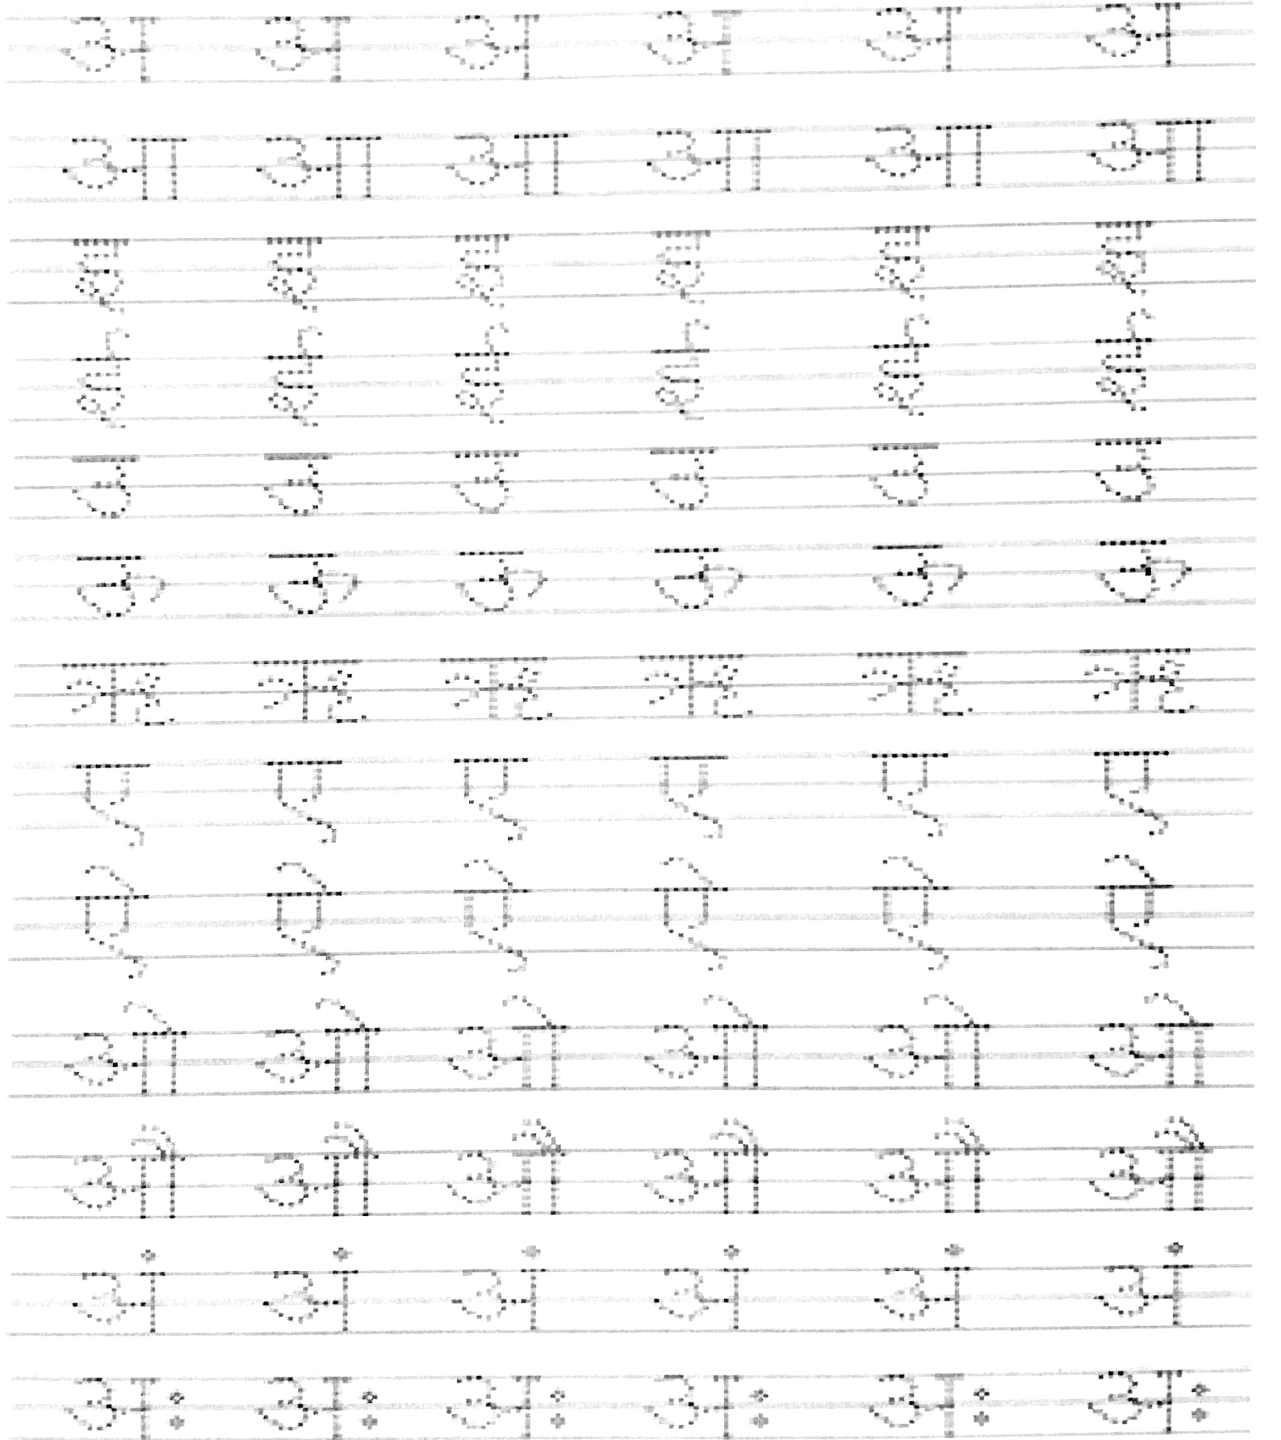 अ अ अ अ अ अ
आ आ आ आ आ आ
इ इ इ इ इ इ
ई ई ई ई ई ई
उ उ उ उ उ उ
ऊ ऊ ऊ ऊ ऊ ऊ
ऋ ऋ ऋ ऋ ऋ ऋ
ए ए ए ए ए ए
ऐ ऐ ऐ ऐ ऐ ऐ
ओ ओ ओ ओ ओ ओ
औ औ औ औ औ औ
अं अं अं अं अं अं
अः अः अः अः अः अः